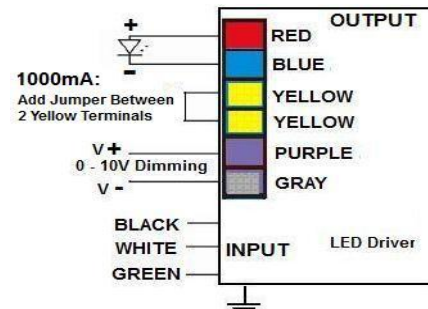 OUTPUT
+
RED
-
BLUE
1000mA:
Add Jumper Between
2 Yellow Terminals
YELLOW
YELLOW
V+
0 - 10V Dimming
V-
PURPLE
GRAY
BLACK
WHITE
GREEN
INPUT
LED Driver